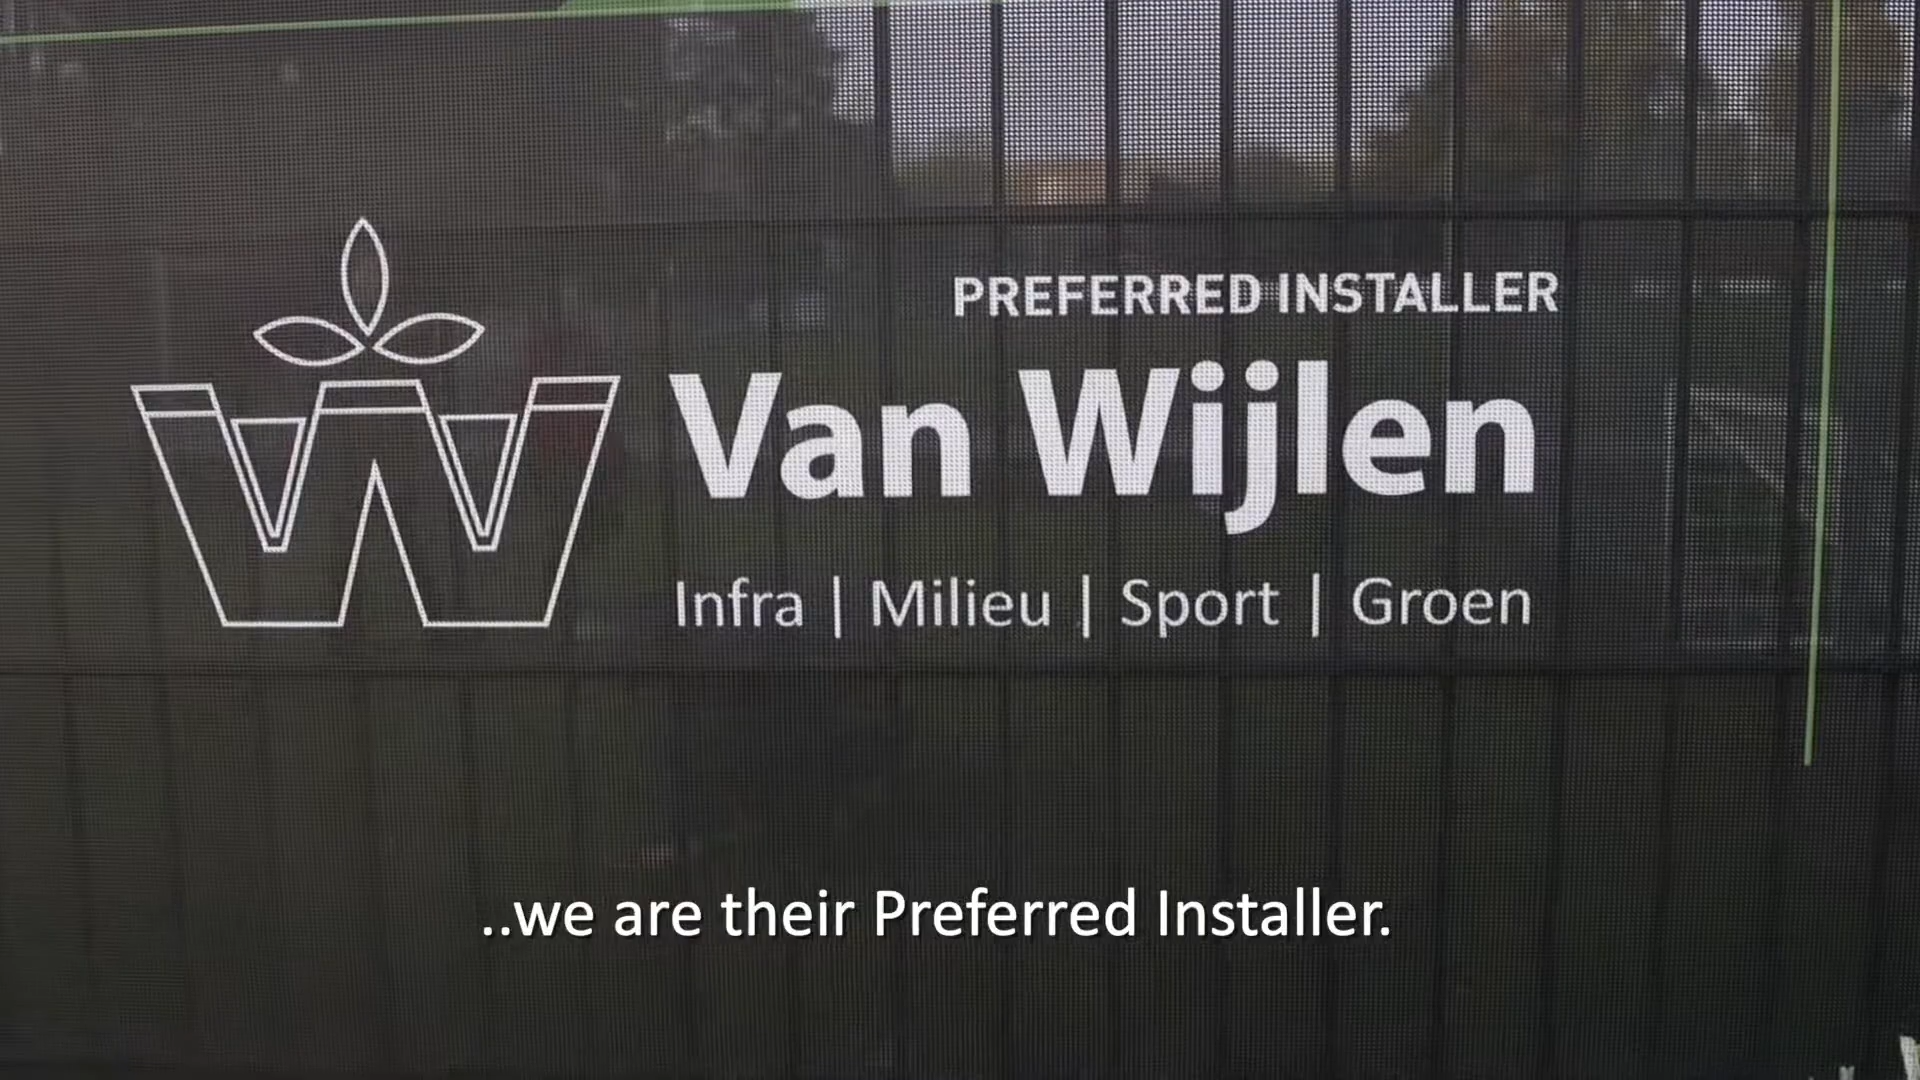 PREFERRED INSTALLER
Van Wijlen
Infra | Milieu | Sport | Groen
..we are their Preferred Installer.